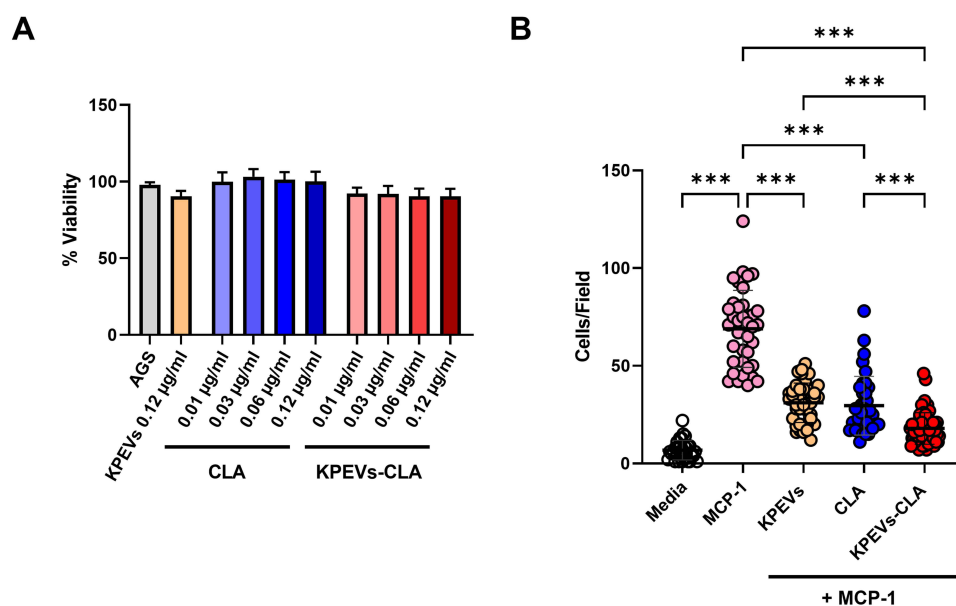 A
% Viability
150
100
50
0
AGS
KPEVs 0.12 µg/ml
0.01 µg/ml
0.03 µg/ml
0.06 µg/ml
0.12 µg/ml
0.01 µg/ml
0.03 µg/ml
0.06 µg/ml
0.12 µg/ml
CLA
KPEVs-CLA
B
***
***
***
*** *** ***
Cells/Field
150
100
50
0
Media
MCP-1
KPEVs
CLA
KPEVs-CLA
+ MCP-1